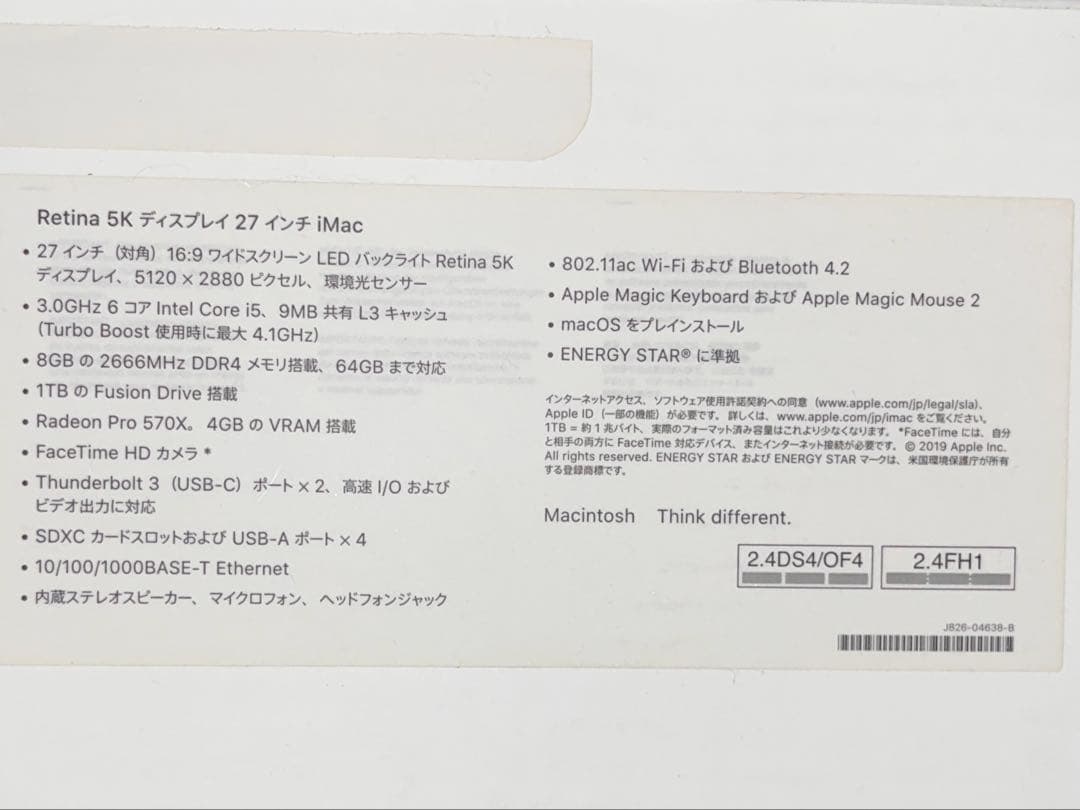 Retina 5K ディスプレイ 27 インチ iMac
• 27 インチ（対角）16:9 ワイドスクリーン LED バックライト Retina 5K
ディスプレイ、5120 × 2880 ピクセル、環境光センサー
• 3.0GHz 6 コア Intel Core i5、9MB 共有 L3 キャッシュ
（Turbo Boost 使用時に最大 4.1GHz）
• 8GB の 2666MHz DDR4 メモリ搭載、64GB まで対応
• 1TB の Fusion Drive 搭載
• Radeon Pro 570X。4GB の VRAM 搭載
• FaceTime HD カメラ *
• Thunderbolt 3（USB-C）ポート × 2、高速 I/O および
ビデオ出力に対応
• SDXC カードスロットおよび USB-A ポート × 4
• 10/100/1000BASE-T Ethernet
• 内蔵ステレオスピーカー、マイクロフォン、ヘッドフォンジャック
• 802.11ac Wi-Fi および Bluetooth 4.2
• Apple Magic Keyboard および Apple Magic Mouse 2
• macOS をプレインストール
• ENERGY STAR® に準拠
インターネットアクセス、ソフトウェア使用許諾契約への同意（www.apple.com/jp/legal/sla）、
Apple ID（一部の機能）が必要です。詳しくは、www.apple.com/jp/imac をご覧ください。
1TB = 約 1 兆バイト、実際のフォーマット済み容量はこれより少なくなります。*FaceTime には、自分
と相手の両方に FaceTime 対応デバイス、またインターネット接続が必要です。© 2019 Apple Inc.
All rights reserved. ENERGY STAR および ENERGY STAR マークは、米国環境保護庁が所有
する登録商標です。
Macintosh Think different.
2.4DS4/OF4 2.4FH1
J826-04638-B